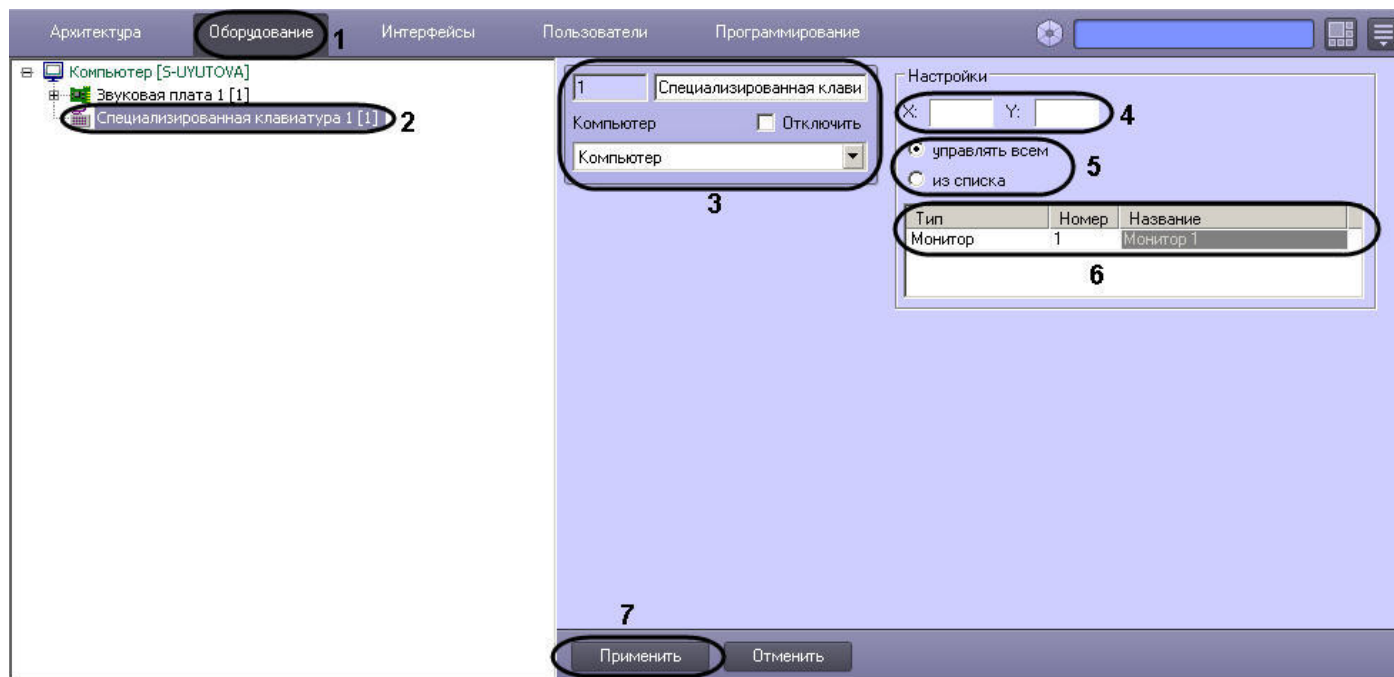 Архитектура Оборудование 1 Интерфейсы Пользователи Программирование
Компьютер [S-UYUTOVA]
Звуковая плата 1 [1]
Специализированная клавиатура 1 [1] 2
1 Специализированная клави
Компьютер Отключить
Компьютер
3
Настройки
X: Y: 4
управлять всем
из списка
5
Тип Номер Название
Монитор 1 Монитор 1
6
7
Применить Отменить